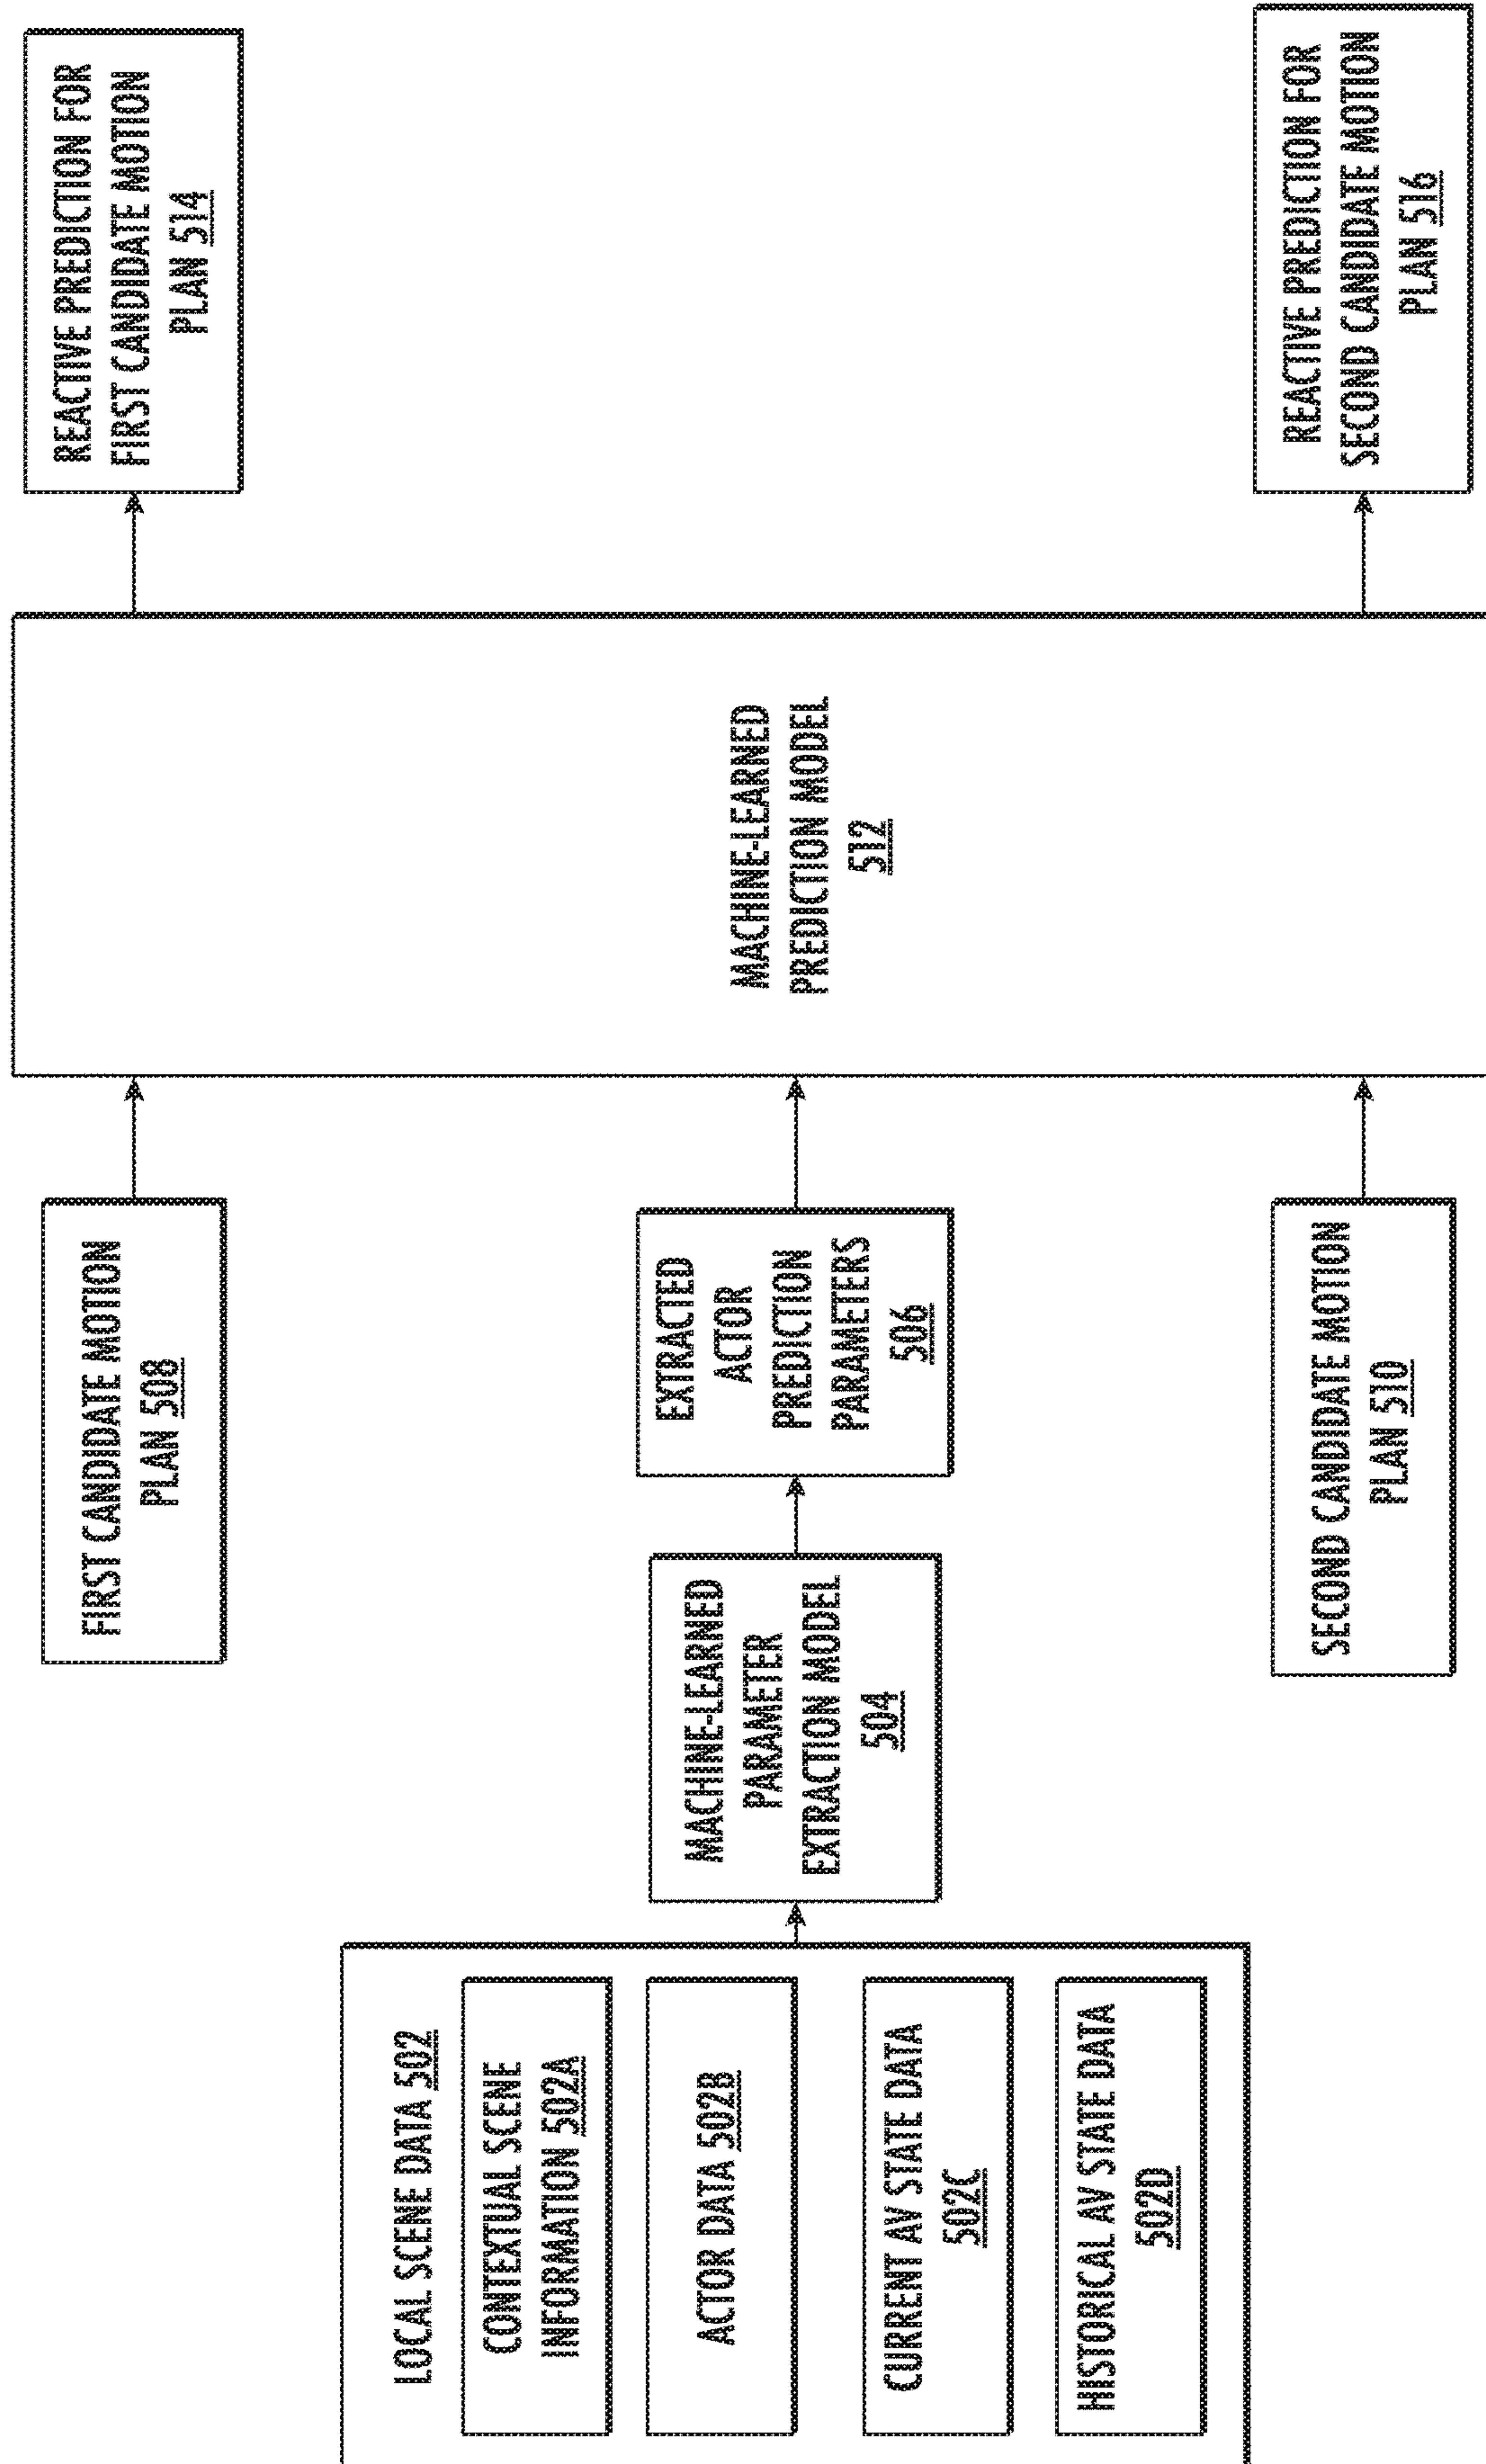 LOCAL SCENE DATA 502
CONTEXTUAL SCENE
INFORMATION 502A
ACTOR DATA 502B
CURRENT AV STATE DATA
502C
HISTORICAL AV STATE DATA
502D
MACHINE-LEARNED
PARAMETER
EXTRACTION MODEL
504
FIRST CANDIDATE MOTION
PLAN 508
EXTRACTED
ACTOR
PREDICTION
PARAMETERS
506
SECOND CANDIDATE MOTION
PLAN 510
MACHINE-LEARNED
PREDICTION MODEL
512
REACTIVE PREDICTION FOR
FIRST CANDIDATE MOTION
PLAN 514
REACTIVE PREDICTION FOR
SECOND CANDIDATE MOTION
PLAN 516